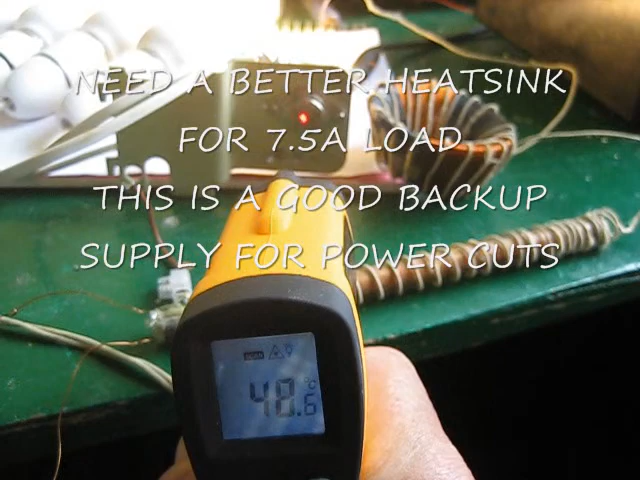 NEED A BETTER HEATSINK
FOR 7.5A LOAD
THIS IS A GOOD BACKUP
SUPPLY FOR POWER CUTS
48.6 °C